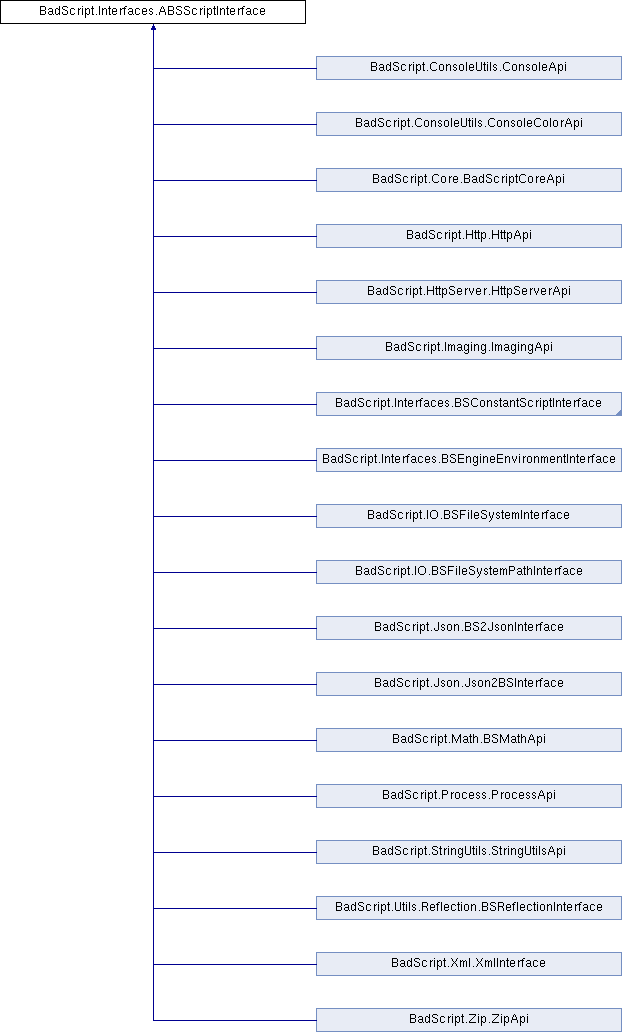 BadScript.Interfaces.ABSScriptInterface
BadScript.ConsoleUtils.ConsoleApi
BadScript.ConsoleUtils.ConsoleColorApi
BadScript.Core.BadScriptCoreApi
BadScript.Http.HttpApi
BadScript.HttpServer.HttpServerApi
BadScript.Imaging.ImagingApi
BadScript.Interfaces.BSConstantScriptInterface
BadScript.Interfaces.BSEngineEnvironmentInterface
BadScript.IO.BSFileSystemInterface
BadScript.IO.BSFileSystemPathInterface
BadScript.Json.BS2JsonInterface
BadScript.Json.Json2BSInterface
BadScript.Math.BSMathApi
BadScript.Process.ProcessApi
BadScript.StringUtils.StringUtilsApi
BadScript.Utils.Reflection.BSReflectionInterface
BadScript.Xml.XmlInterface
BadScript.Zip.ZipApi